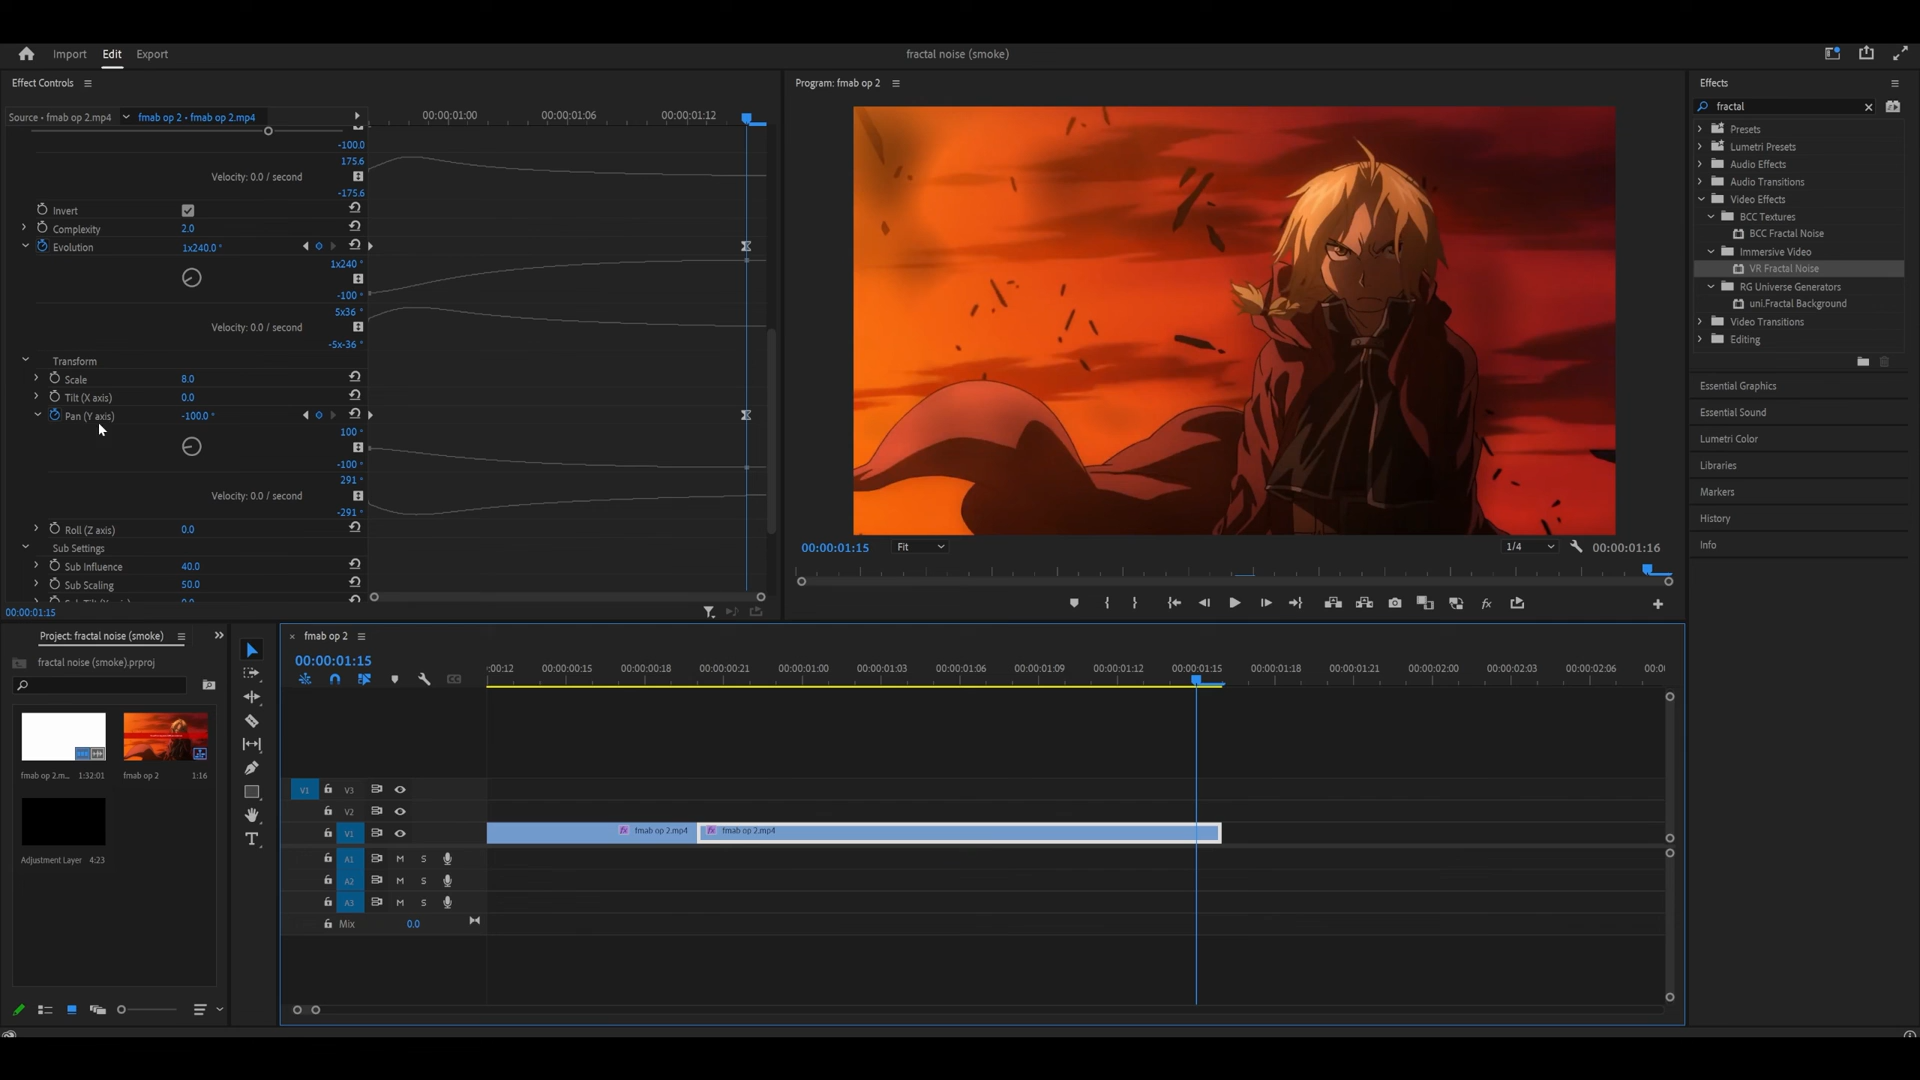 Import Edit Export fractal noise (smoke)
Effect Controls
Source • fmab op 2.mp4 fmab op 2 • fmab op 2.mp4
00:00:01:00 00:00:01:06 00:00:01:12
-100.0
175.6
Velocity: 0.0 / second
-175.6
Invert
Complexity 2.0
Evolution 1x240.0 °
1x240 °
-100 °
5x36 °
Velocity: 0.0 / second
-5x-36 °
Transform
Scale 8.0
Tilt (X axis) 0.0
Pan (Y axis) -100.0 °
100 °
-100 °
291 °
Velocity: 0.0 / second
-291 °
Roll (Z axis) 0.0
Sub Settings
Sub Influence 40.0
Sub Scaling 50.0
00:00:01:15
Program: fmab op 2
00:00:01:15 Fit 1/4 00:00:01:16
Effects
fractal
Presets
Lumetri Presets
Audio Effects
Audio Transitions
Video Effects
BCC Textures
BCC Fractal Noise
Immersive Video
VR Fractal Noise
RG Universe Generators
uni.Fractal Background
Video Transitions
Editing
Essential Graphics
Essential Sound
Lumetri Color
Libraries
Markers
History
Info
Project: fractal noise (smoke)
fractal noise (smoke).prproj
fmab op 2.m... 1:32:01 fmab op 2 1:16
Adjustment Layer 4:23
fmab op 2
00:00:01:15
:00:12 00:00:00:15 00:00:00:18 00:00:00:21 00:00:01:00 00:00:01:03 00:00:01:06 00:00:01:09 00:00:01:12 00:00:01:15 00:00:01:18 00:00:01:21 00:00:02:00 00:00:02:03 00:00:02:06 00:0
V1 V3
V2
V1 fx fmab op 2.mp4 fx fmab op 2.mp4
A1 M S
A2 M S
A3 M S
Mix 0.0